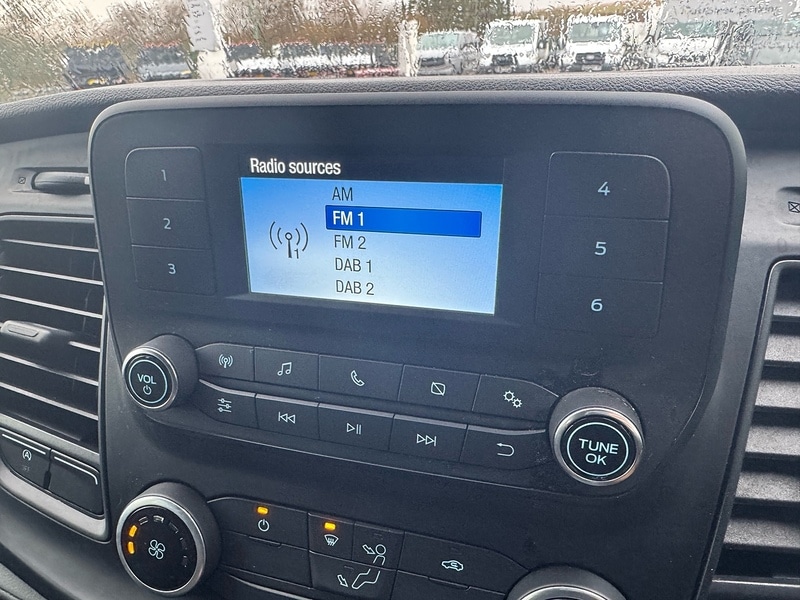 Radio sources
AM
FM 1
FM 2
DAB 1
DAB 2
1
1
2
3
4
5
6
VOL
TUNE
OK